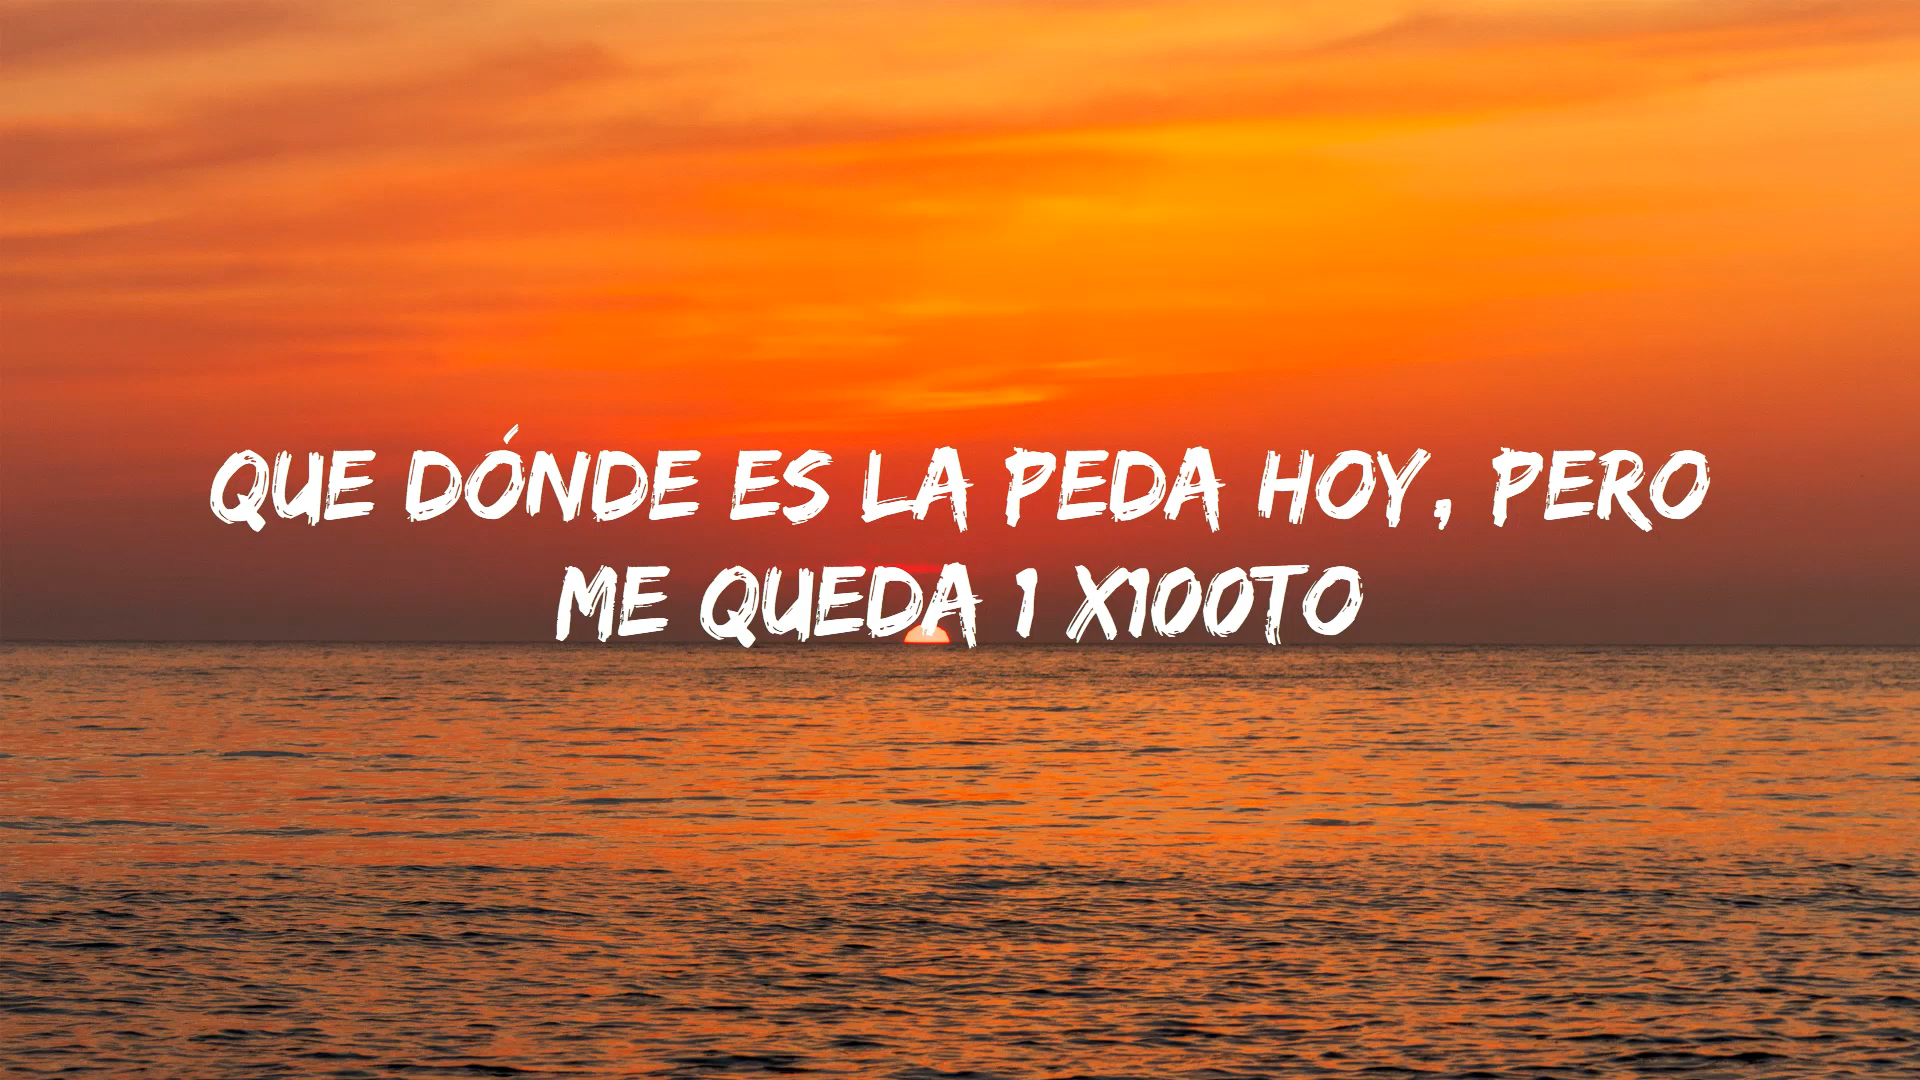 QUE DÓNDE ES LA PEDA HOY, PERO
ME QUEDA 1 X100TO